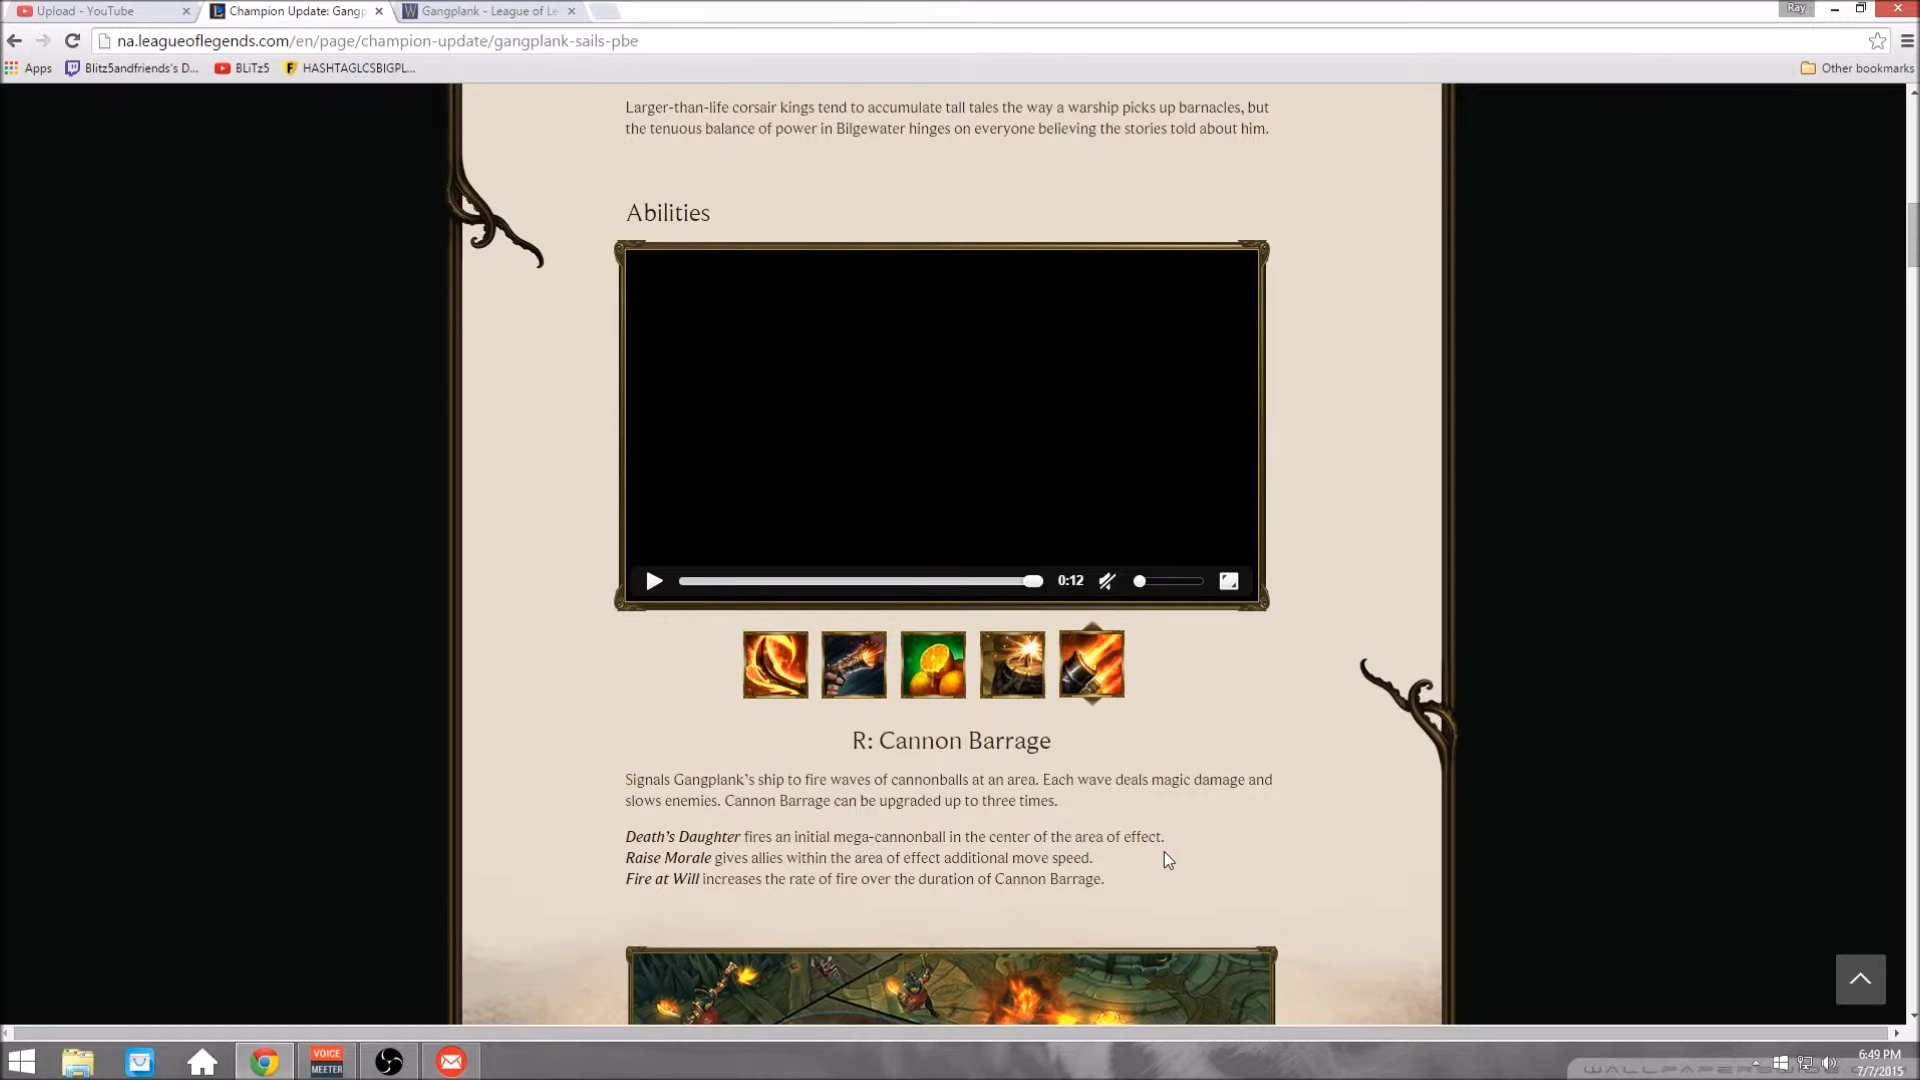 Upload - YouTube
Champion Update: Gangp
Gangplank - League of Le
Ray
na.leagueoflegends.com/en/page/champion-update/gangplank-sails-pbe
Apps
Blitz5andfriends's D...
BLiTz5
HASHTAGLCSBIGPL...
Other bookmarks
Larger-than-life corsair kings tend to accumulate tall tales the way a warship picks up barnacles, but
the tenuous balance of power in Bilgewater hinges on everyone believing the stories told about him.
Abilities
0:12
R: Cannon Barrage
Signals Gangplank's ship to fire waves of cannonballs at an area. Each wave deals magic damage and
slows enemies. Cannon Barrage can be upgraded up to three times.
Death's Daughter fires an initial mega-cannonball in the center of the area of effect.
Raise Morale gives allies within the area of effect additional move speed.
Fire at Will increases the rate of fire over the duration of Cannon Barrage.
VOICE
MEETER
6:49 PM
7/7/2015